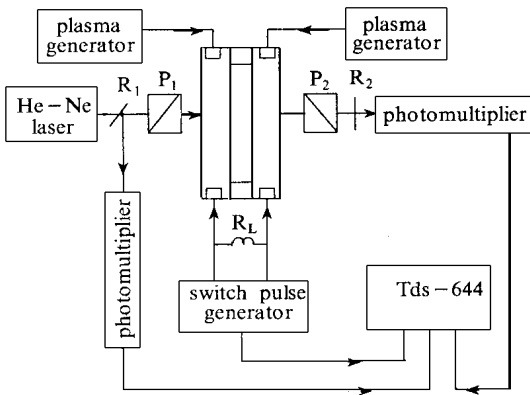 plasma
generator
plasma
generator
He–Ne
laser
R1
P1
P2
R2
photomultiplier
photomultiplier
RL
switch pulse
generator
Tds–644